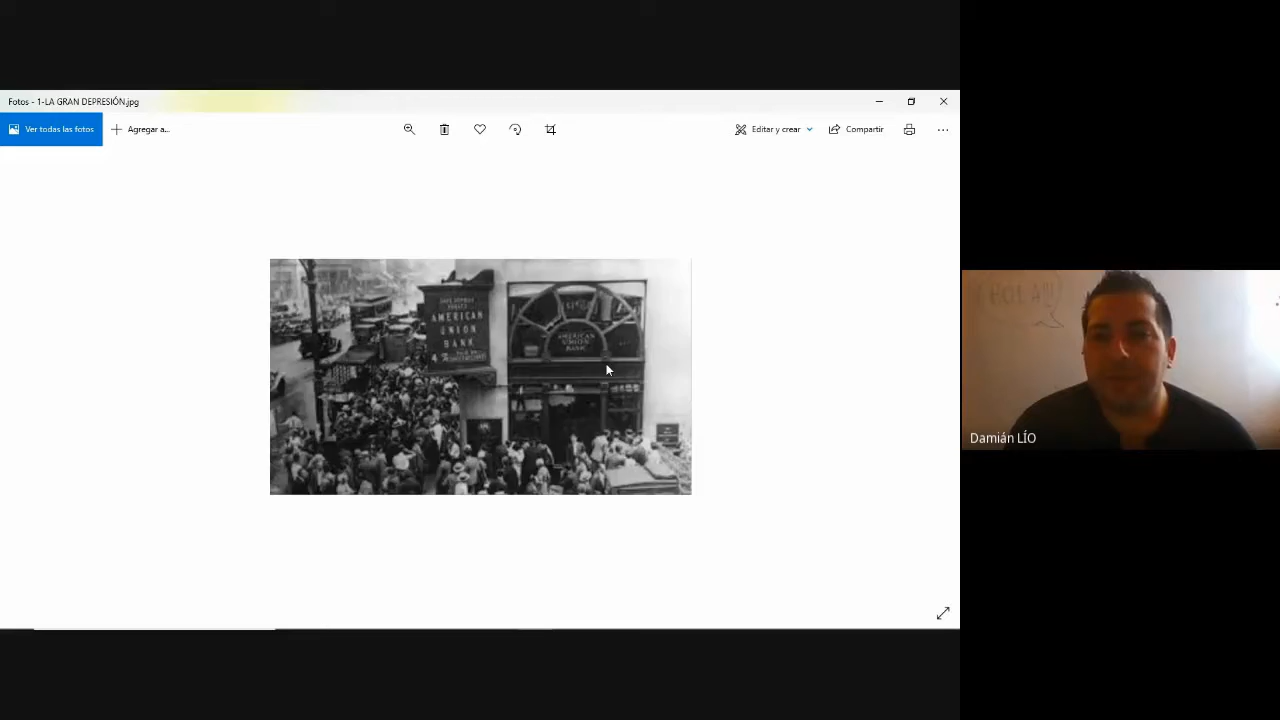 Fotos - 1-LA GRAN DEPRESIÓN.jpg
Ver todas las fotos
Agregar a...
Editar y crear
Compartir
AMERICAN
UNION
BANK
AMERICAN
UNION
BANK
HOLA!!!
Damián LÍO